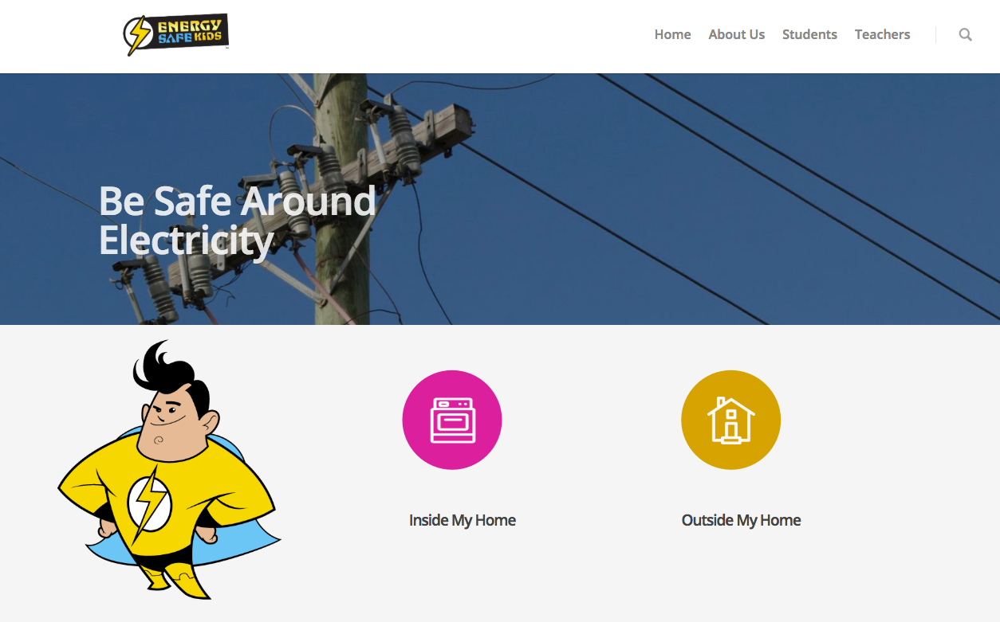 ENERGY
SAFE KIDS
Home About Us Students Teachers
Be Safe Around
Electricity
Inside My Home
Outside My Home